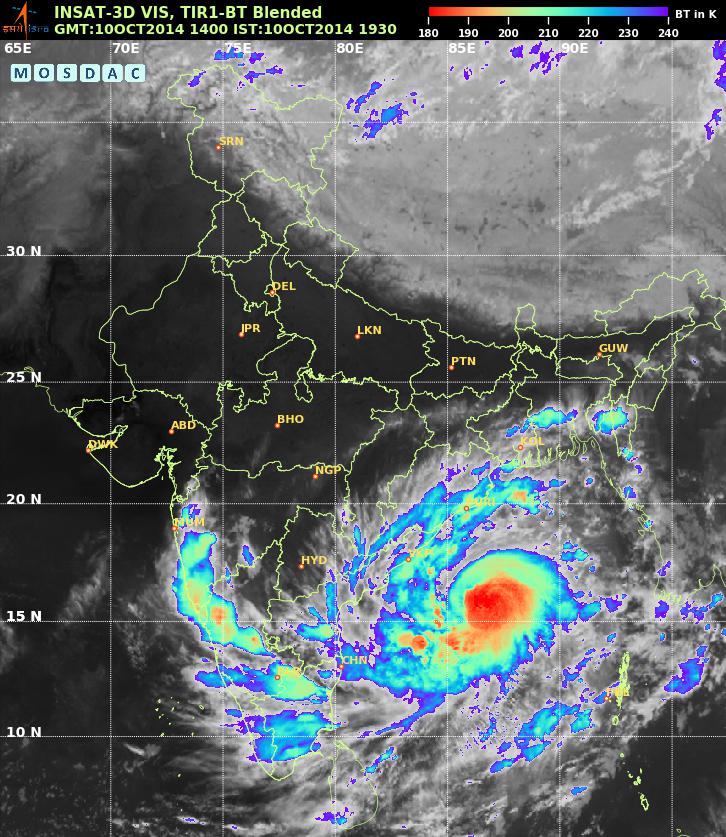 INSAT-3D VIS, TIR1-BT Blended
GMT:10OCT2014 1400 IST:10OCT2014 1930
BT in K
180 190 200 210 220 230 240
65E 70E 75E 80E 85E 90E
M O S D A C
SRN
30 N
DEL
JPR LKN
GUW
PTN
25 N
ABD BHO
DWK KOL
NGP
20 N
PURI
MUM
HYD
15 N
CHN
10 N